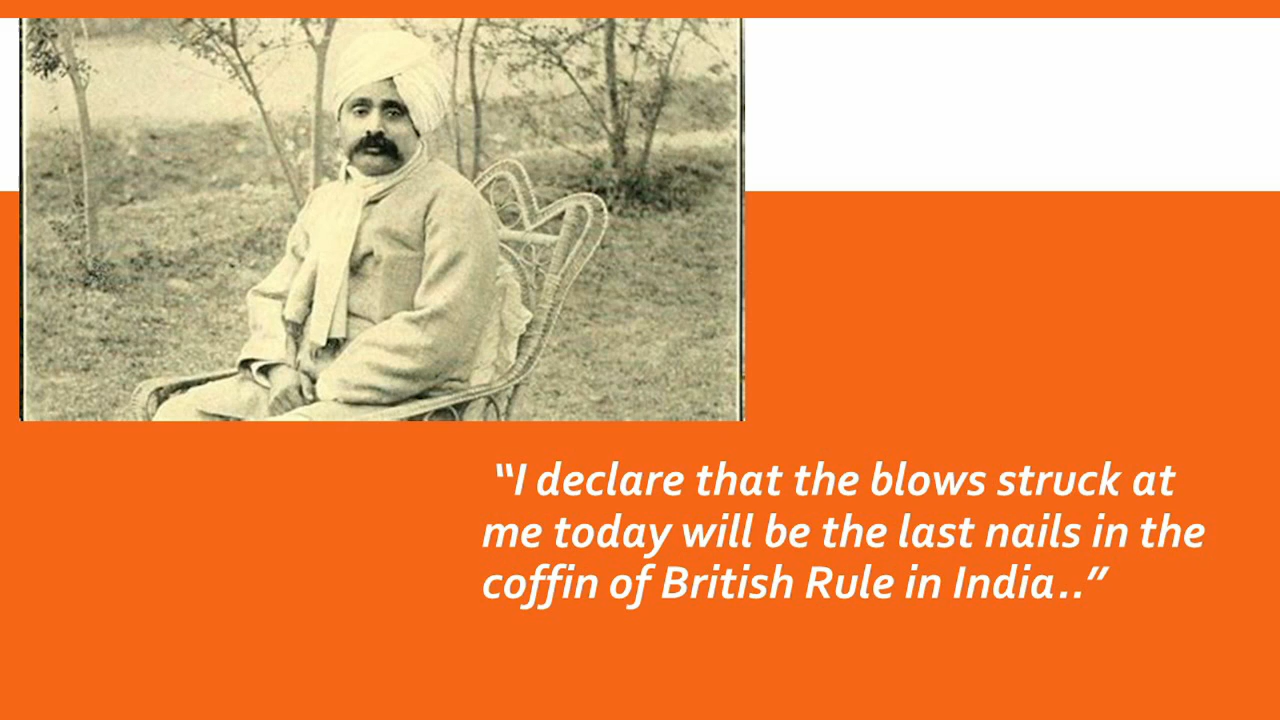 “I declare that the blows struck at
me today will be the last nails in the
coffin of British Rule in India..”